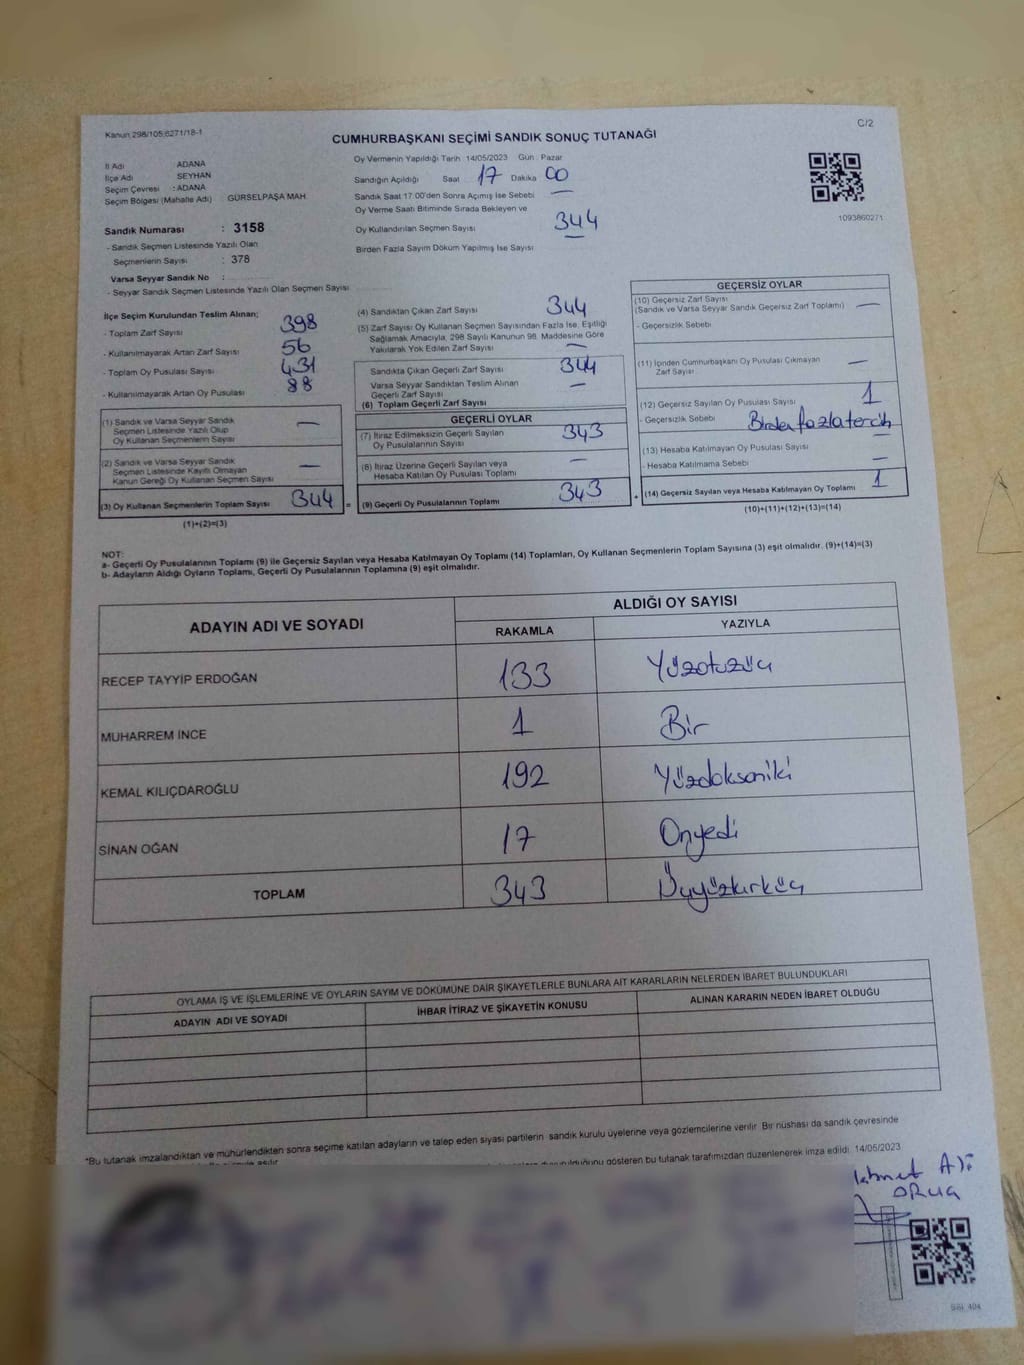 Kanun 298/105;6271/18-1
C/2
CUMHURBAŞKANI SEÇİMİ SANDIK SONUÇ TUTANAĞI
İl Adı ADANA
İlçe Adı SEYHAN
Seçim Çevresi : ADANA
Seçim Bölgesi (Mahalle Adı) GÜRSELPAŞA MAH.
Sandık Numarası : 3158
- Sandık Seçmen Listesinde Yazılı Olan
Seçmenlerin Sayısı : 378
Varsa Seyyar Sandık No :
- Seyyar Sandık Seçmen Listesinde Yazılı Olan Seçmen Sayısı
Oy Vermenin Yapıldığı Tarih 14/05/2023 Gün : Pazar
Sandığın Açıldığı Saat 17 Dakika 00
Sandık Saat 17:00'den Sonra Açımış İse Sebebi —
Oy Verme Saati Bitiminde Sırada Bekleyen ve
Oy Kullandırılan Seçmen Sayısı 344
Birden Fazla Sayım Döküm Yapılmış İse Sayısı —
1093860271
İlçe Seçim Kurulundan Teslim Alınan;
- Toplam Zarf Sayısı 398
- Kullanılmayarak Artan Zarf Sayısı 56
- Toplam Oy Pusulası Sayısı 431
- Kullanılmayarak Artan Oy Pusulası 88
(1) Sandık ve Varsa Seyyar Sandık
Seçmen Listesinde Yazılı Olup
Oy Kullanan Seçmenlerin Sayısı —
(2) Sandık ve Varsa Seyyar Sandık
Seçmen Listesinde Kayıtlı Olmayan
Kanun Gereği Oy Kullanan Seçmen Sayısı —
(3) Oy Kullanan Seçmenlerin Toplam Sayısı 344 =
(1)+(2)=(3)
(4) Sandıktan Çıkan Zarf Sayısı 344
(5) Zarf Sayısı Oy Kullanan Seçmen Sayısından Fazla İse, Eşitliği
Sağlamak Amacıyla, 298 Sayılı Kanunun 98. Maddesine Göre
Yakılarak Yok Edilen Zarf Sayısı —
Sandıkta Çıkan Geçerli Zarf Sayısı 344
Varsa Seyyar Sandıktan Teslim Alınan
Geçerli Zarf Sayısı —
(6) Toplam Geçerli Zarf Sayısı
GEÇERLİ OYLAR
(7) İtiraz Edilmeksizin Geçerli Sayılan
Oy Pusulalarının Sayısı 343
(8) İtiraz Üzerine Geçerli Sayılan veya
Hesaba Katılan Oy Pusulası Toplamı —
(9) Geçerli Oy Pusulalarının Toplamı 343 +
GEÇERSİZ OYLAR
(10) Geçersiz Zarf Sayısı
(Sandık ve Varsa Seyyar Sandık Geçersiz Zarf Toplamı) —
- Geçersizlik Sebebi
(11) İçinden Cumhurbaşkanı Oy Pusulası Çıkmayan
Zarf Sayısı —
(12) Geçersiz Sayılan Oy Pusulası Sayısı 1
- Geçersizlik Sebebi Birden fazla tercih
(13) Hesaba Katılmayan Oy Pusulası Sayısı —
- Hesaba Katılmama Sebebi —
(14) Geçersiz Sayılan veya Hesaba Katılmayan Oy Toplamı 1
(10)+(11)+(12)+(13)=(14)
NOT:
a- Geçerli Oy Pusulalarının Toplamı (9) ile Geçersiz Sayılan veya Hesaba Katılmayan Oy Toplamı (14) Toplamları, Oy Kullanan Seçmenlerin Toplam Sayısına (3) eşit olmalıdır. (9)+(14)=(3)
b- Adayların Aldığı Oyların Toplamı, Geçerli Oy Pusulalarının Toplamına (9) eşit olmalıdır.
ADAYIN ADI VE SOYADI ALDIĞI OY SAYISI
RAKAMLA YAZIYLA
RECEP TAYYİP ERDOĞAN 133 Yüzotuzüç
MUHARREM İNCE 1 Bir
KEMAL KILIÇDAROĞLU 192 Yüzdoksaniki
SİNAN OĞAN 17 Onyedi
TOPLAM 343 Üçyüzkırküç
OYLAMA İŞ VE İŞLEMLERİNE VE OYLARIN SAYIM VE DÖKÜMÜNE DAİR ŞİKAYETLERLE BUNLARA AİT KARARLARIN NELERDEN İBARET BULUNDUKLARI
ADAYIN ADI VE SOYADI İHBAR İTİRAZ VE ŞİKAYETİN KONUSU ALINAN KARARIN NEDEN İBARET OLDUĞU
*Bu tutanak imzalandıktan ve mühürlendikten sonra seçime katılan adayların ve talep eden siyasi partilerin sandık kurulu üyelerine veya gözlemcilerine verilir. Bir nüshası da sandık çevresinde
gösteren bu tutanak tarafımızdan düzenlenerek imza edildi. 14/05/2023
Ali
ORUÇ